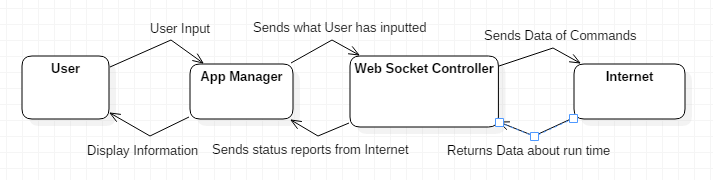 User Input
Sends what User has inputted
Sends Data of Commands
User
App Manager
Web Socket Controller
Internet
Display Information
Sends status reports from Internet
Returns Data about run time